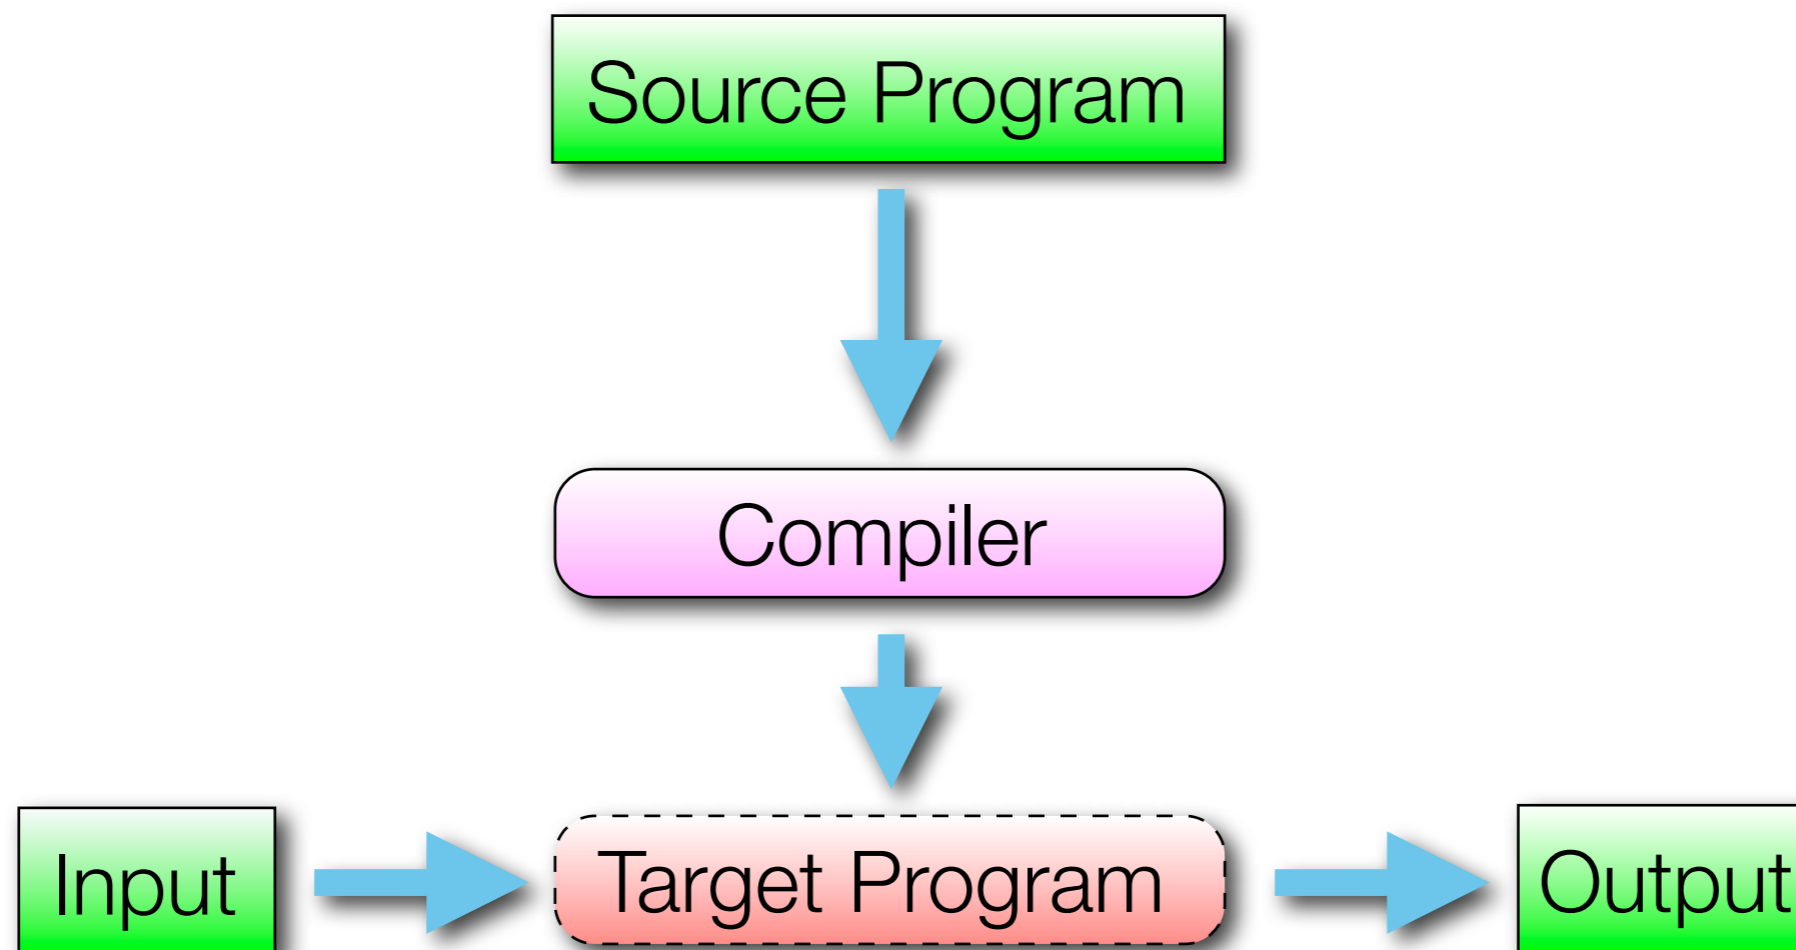 Source Program
Compiler
Input
Target Program
Output